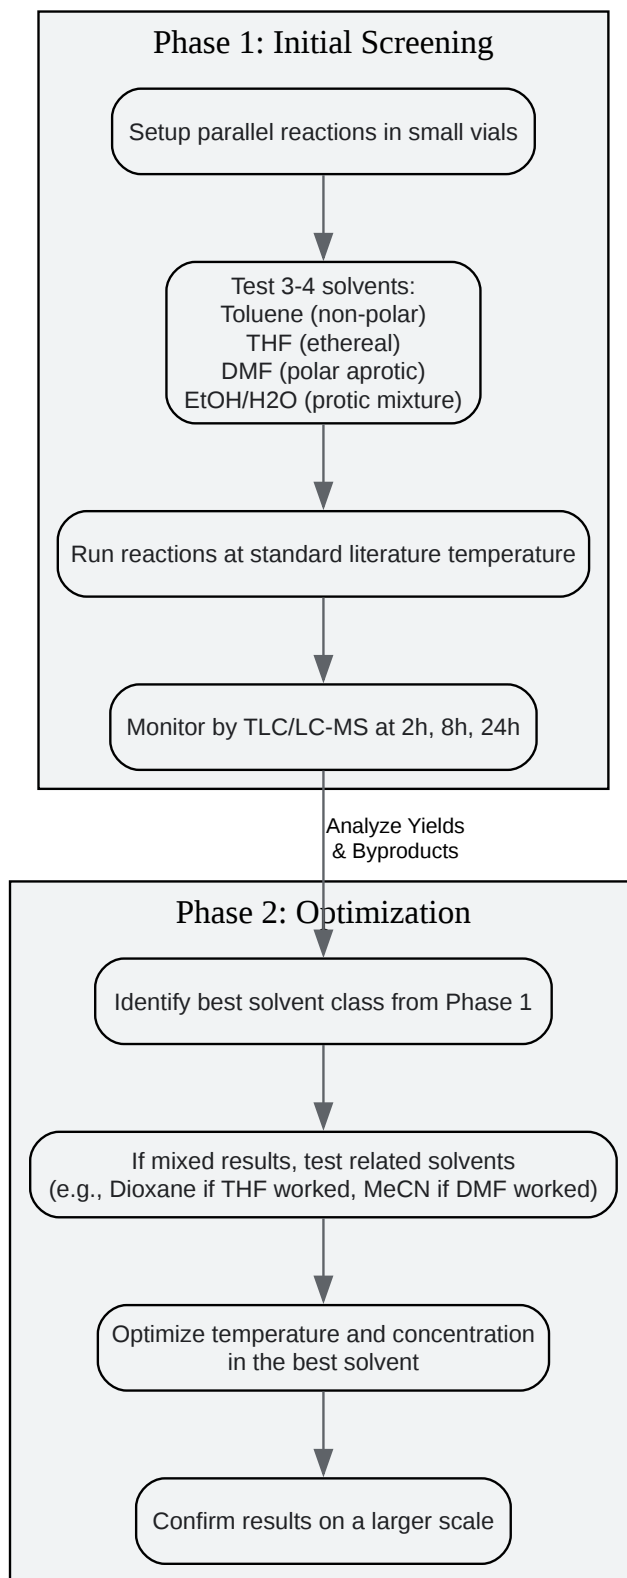 Phase 1: Initial Screening
Setup parallel reactions in small vials
Test 3-4 solvents:
Toluene (non-polar)
THF (ethereal)
DMF (polar aprotic)
EtOH/H2O (protic mixture)
Run reactions at standard literature temperature
Monitor by TLC/LC-MS at 2h, 8h, 24h
Analyze Yields
& Byproducts
Phase 2: Optimization
Identify best solvent class from Phase 1
If mixed results, test related solvents
(e.g., Dioxane if THF worked, MeCN if DMF worked)
Optimize temperature and concentration
in the best solvent
Confirm results on a larger scale